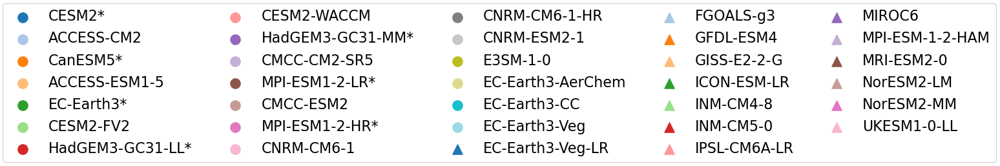 CESM2*
ACCESS-CM2
CanESM5*
ACCESS-ESM1-5
EC-Earth3*
CESM2-FV2
HadGEM3-GC31-LL*
CESM2-WACCM
HadGEM3-GC31-MM*
CMCC-CM2-SR5
MPI-ESM1-2-LR*
CMCC-ESM2
MPI-ESM1-2-HR*
CNRM-CM6-1
CNRM-CM6-1-HR
CNRM-ESM2-1
E3SM-1-0
EC-Earth3-AerChem
EC-Earth3-CC
EC-Earth3-Veg
EC-Earth3-Veg-LR
FGOALS-g3
GFDL-ESM4
GISS-E2-2-G
ICON-ESM-LR
INM-CM4-8
INM-CM5-0
IPSL-CM6A-LR
MIROC6
MPI-ESM-1-2-HAM
MRI-ESM2-0
NorESM2-LM
NorESM2-MM
UKESM1-0-LL